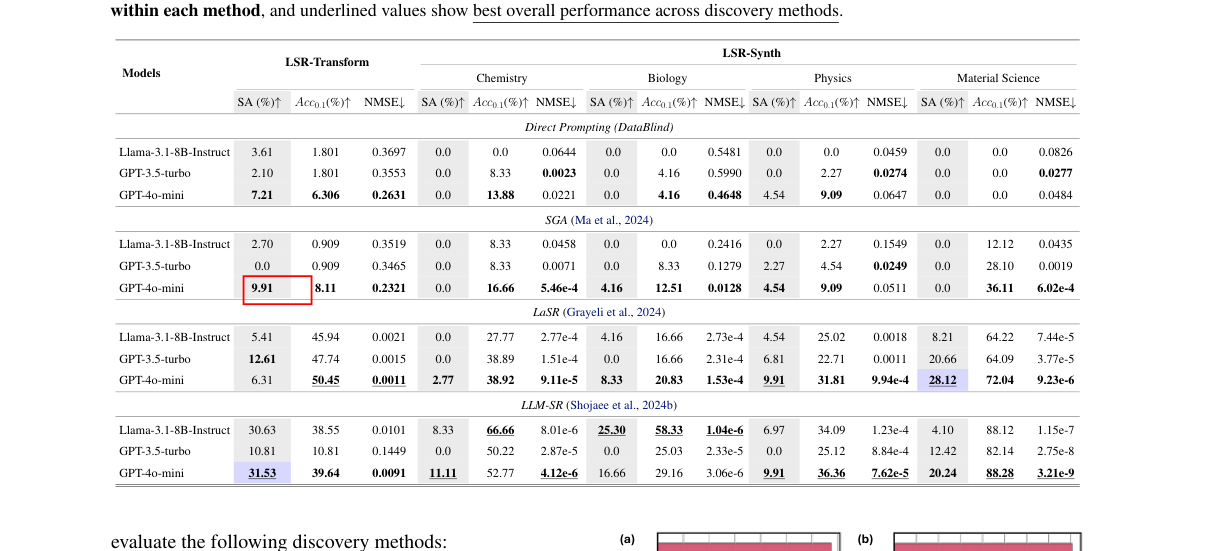 within each method, and underlined values show best overall performance across discovery methods.
Models LSR-Transform LSR-Synth
Chemistry Biology Physics Material Science
SA (%)↑ Acc0.1(%)↑ NMSE↓ SA (%)↑ Acc0.1(%)↑ NMSE↓ SA (%)↑ Acc0.1(%)↑ NMSE↓ SA (%)↑ Acc0.1(%)↑ NMSE↓ SA (%)↑ Acc0.1(%)↑ NMSE↓
Direct Prompting (DataBlind)
Llama-3.1-8B-Instruct 3.61 1.801 0.3697 0.0 0.0 0.0644 0.0 0.0 0.5481 0.0 0.0 0.0459 0.0 0.0 0.0826
GPT-3.5-turbo 2.10 1.801 0.3553 0.0 8.33 0.0023 0.0 4.16 0.5990 0.0 2.27 0.0274 0.0 0.0 0.0277
GPT-4o-mini 7.21 6.306 0.2631 0.0 13.88 0.0221 0.0 4.16 0.4648 4.54 9.09 0.0647 0.0 0.0 0.0484
SGA (Ma et al., 2024)
Llama-3.1-8B-Instruct 2.70 0.909 0.3519 0.0 8.33 0.0458 0.0 0.0 0.2416 0.0 2.27 0.1549 0.0 12.12 0.0435
GPT-3.5-turbo 0.0 0.909 0.3465 0.0 8.33 0.0071 0.0 8.33 0.1279 2.27 4.54 0.0249 0.0 28.10 0.0019
GPT-4o-mini 9.91 8.11 0.2321 0.0 16.66 5.46e-4 4.16 12.51 0.0128 4.54 9.09 0.0511 0.0 36.11 6.02e-4
LaSR (Grayeli et al., 2024)
Llama-3.1-8B-Instruct 5.41 45.94 0.0021 0.0 27.77 2.77e-4 4.16 16.66 2.73e-4 4.54 25.02 0.0018 8.21 64.22 7.44e-5
GPT-3.5-turbo 12.61 47.74 0.0015 0.0 38.89 1.51e-4 0.0 16.66 2.31e-4 6.81 22.71 0.0011 20.66 64.09 3.77e-5
GPT-4o-mini 6.31 50.45 0.0011 2.77 38.92 9.11e-5 8.33 20.83 1.53e-4 9.91 31.81 9.94e-4 28.12 72.04 9.23e-6
LLM-SR (Shojaee et al., 2024b)
Llama-3.1-8B-Instruct 30.63 38.55 0.0101 8.33 66.66 8.01e-6 25.30 58.33 1.04e-6 6.97 34.09 1.23e-4 4.10 88.12 1.15e-7
GPT-3.5-turbo 10.81 10.81 0.1449 0.0 50.22 2.87e-5 0.0 25.03 2.33e-5 0.0 25.12 8.84e-4 12.42 82.14 2.75e-8
GPT-4o-mini 31.53 39.64 0.0091 11.11 52.77 4.12e-6 16.66 29.16 3.06e-6 9.91 36.36 7.62e-5 20.24 88.28 3.21e-9
evaluate the following discovery methods:
(a) (b)